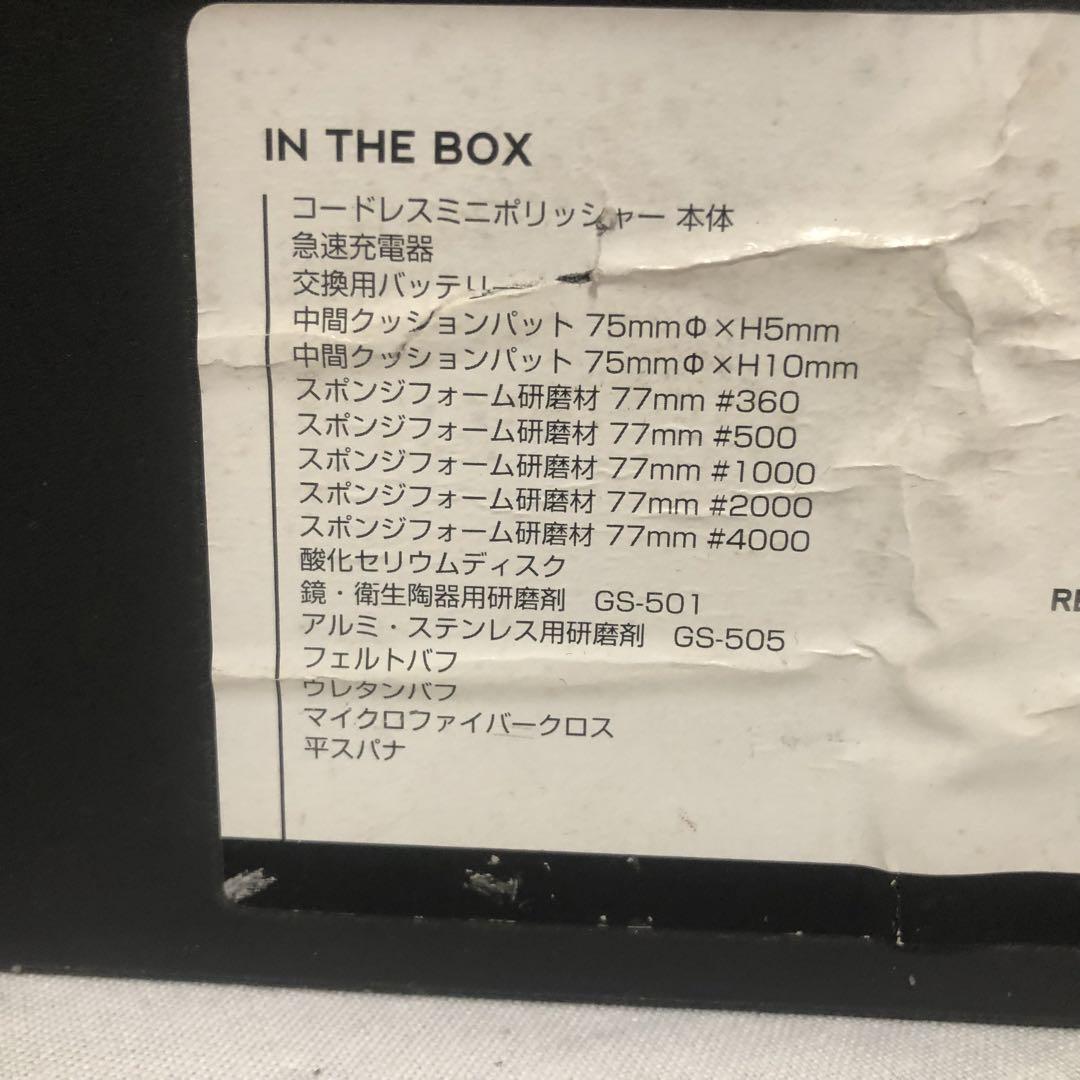 IN THE BOX
コードレスミニポリッシャー 本体
急速充電器
交換用バッテリー
中間クッションパット 75mmΦ×H5mm
中間クッションパット 75mmΦ×H10mm
スポンジフォーム研磨材 77mm #360
スポンジフォーム研磨材 77mm #500
スポンジフォーム研磨材 77mm #1000
スポンジフォーム研磨材 77mm #2000
スポンジフォーム研磨材 77mm #4000
酸化セリウムディスク
鏡・衛生陶器用研磨剤　GS-501
アルミ・ステンレス用研磨剤　GS-505
フェルトバフ
ウレタンバフ
マイクロファイバークロス
平スパナ